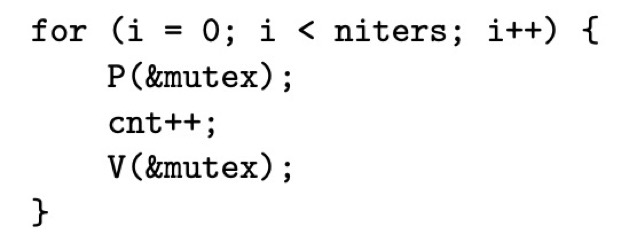 for (i = 0; i < niters; i++) {
    P(&mutex);
    cnt++;
    V(&mutex);
}